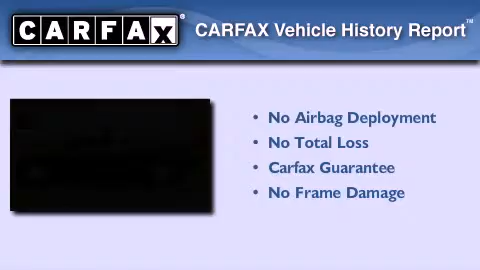 CARFAX® CARFAX Vehicle History Report™
• No Airbag Deployment
• No Total Loss
• Carfax Guarantee
• No Frame Damage